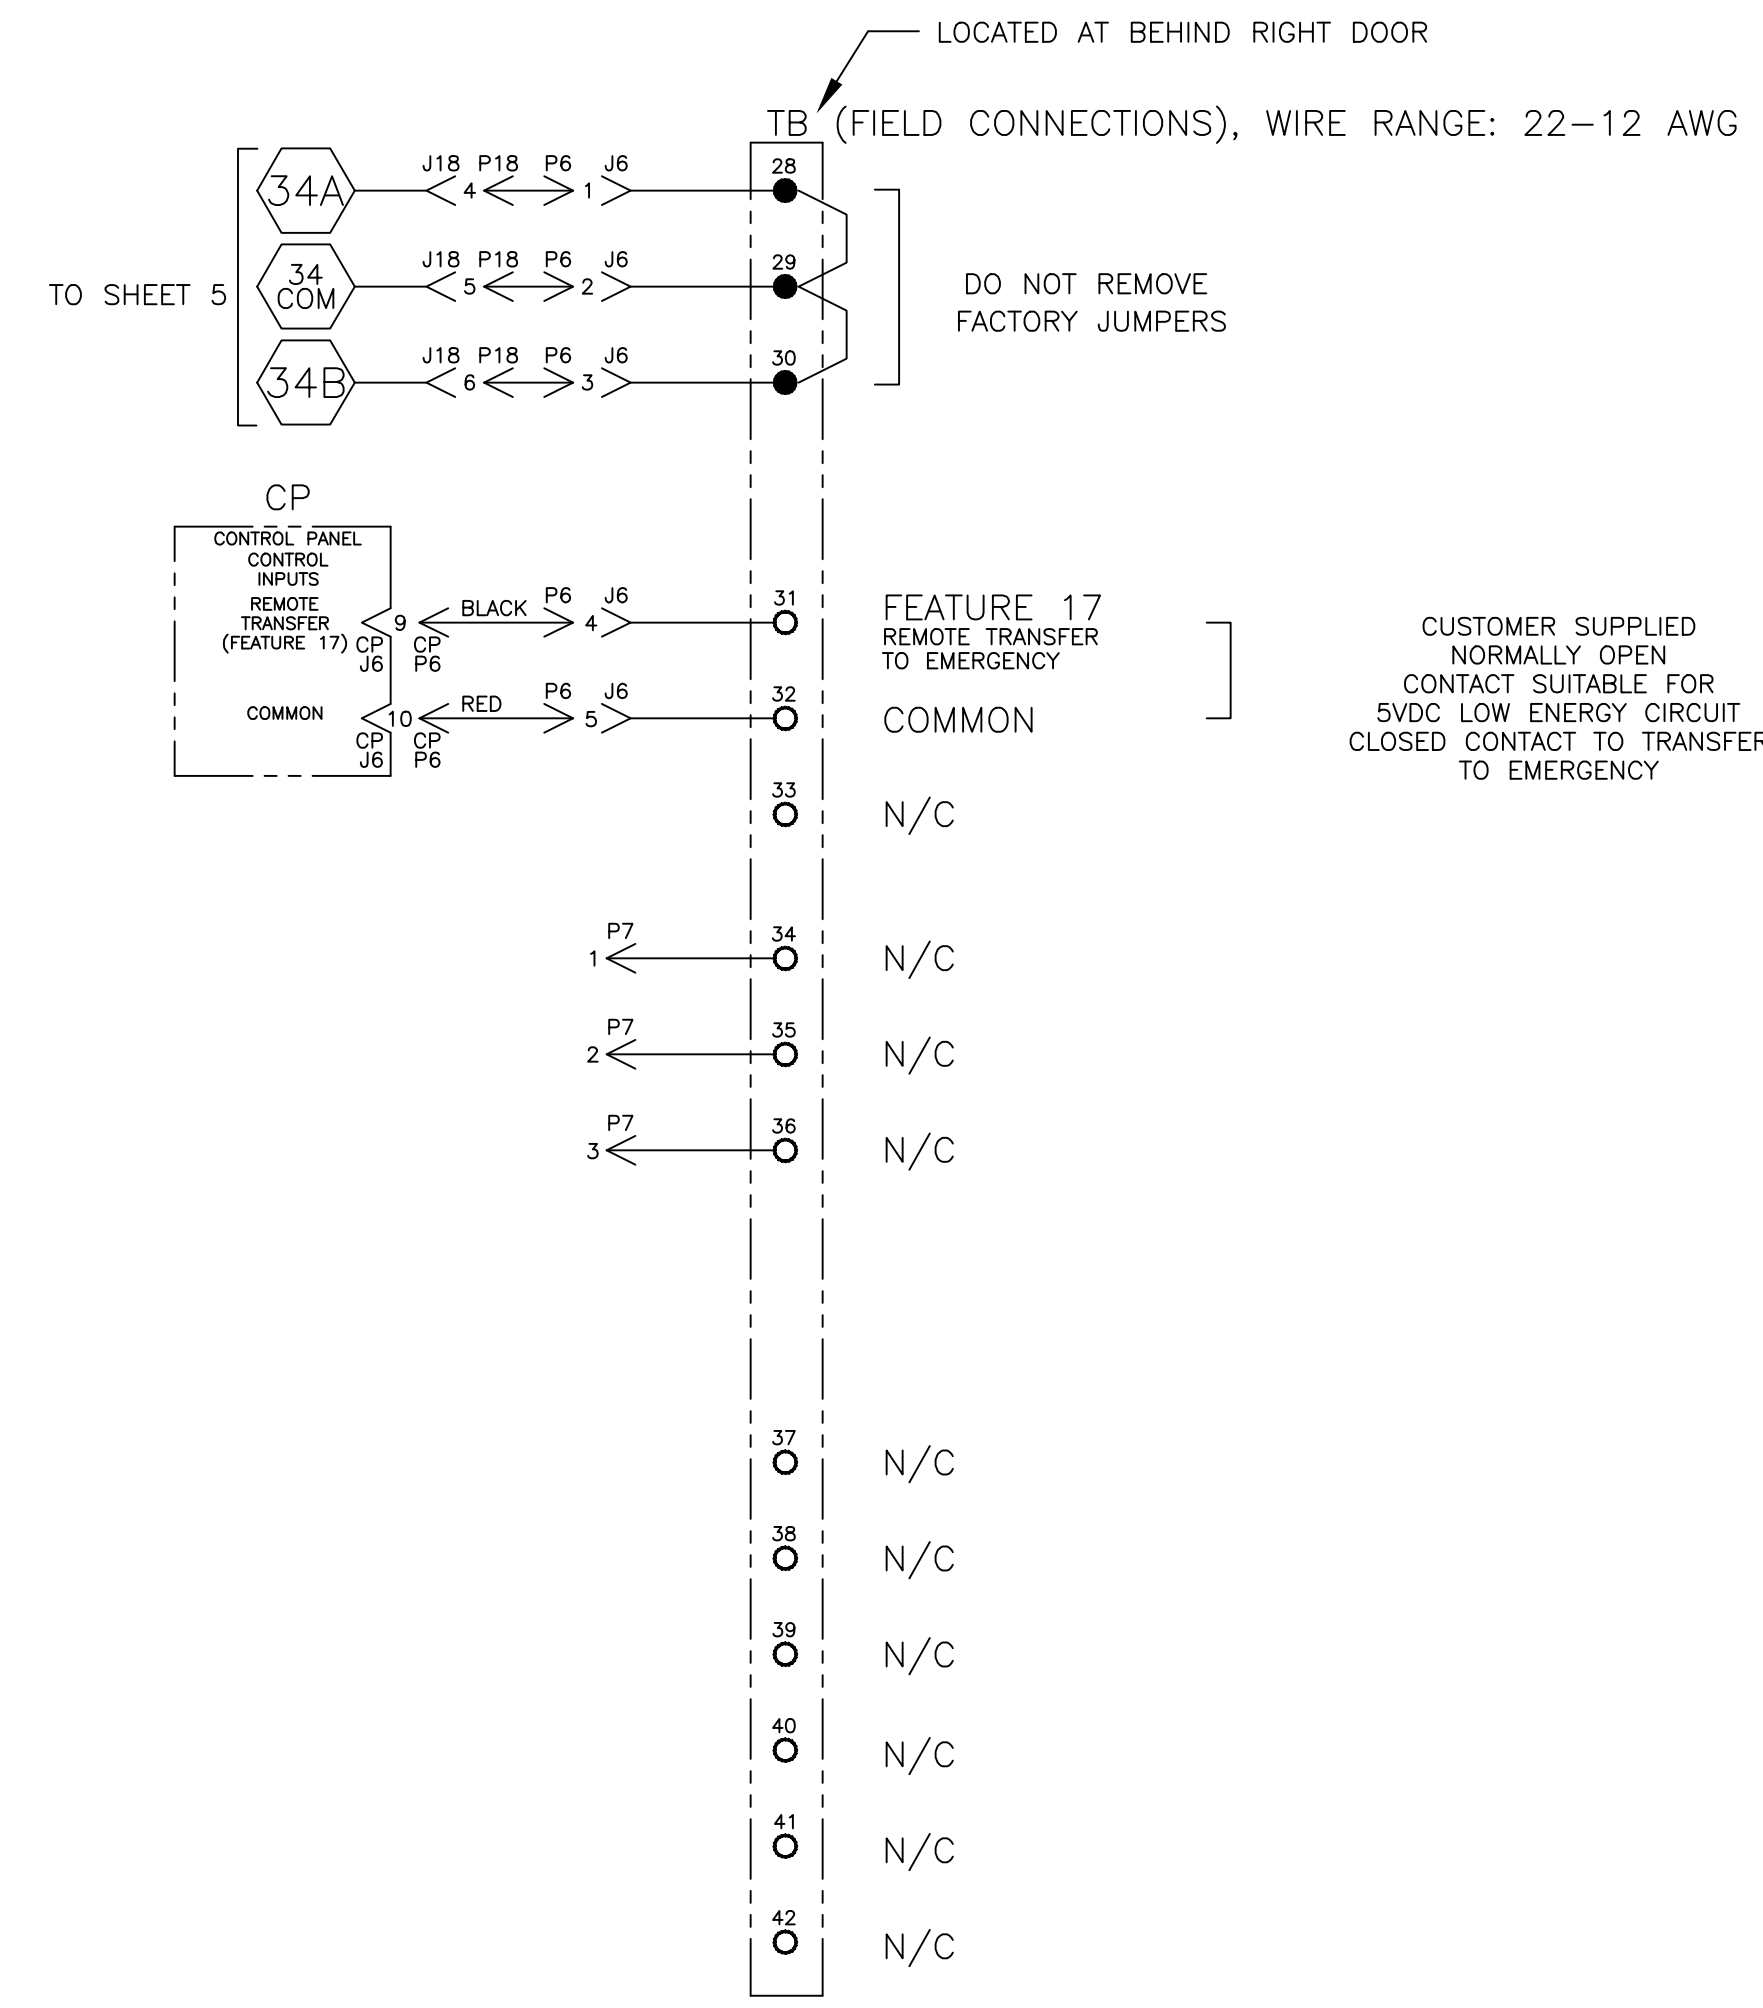 LOCATED AT BEHIND RIGHT DOOR
TB (FIELD CONNECTIONS), WIRE RANGE: 22-12 AWG
TO SHEET 5
34A J18 4 P18 P6 1 J6 28
34 COM J18 5 P18 P6 2 J6 29
34B J18 6 P18 P6 3 J6 30
DO NOT REMOVE
FACTORY JUMPERS
CP
CONTROL PANEL
CONTROL
INPUTS
REMOTE
TRANSFER
(FEATURE 17)
CP
J6
9
CP
P6
BLACK P6 4 J6 31
FEATURE 17
REMOTE TRANSFER
TO EMERGENCY
COMMON
CP
J6
10
CP
P6
RED P6 5 J6 32
COMMON
CUSTOMER SUPPLIED
NORMALLY OPEN
CONTACT SUITABLE FOR
5VDC LOW ENERGY CIRCUIT
CLOSED CONTACT TO TRANSFER
TO EMERGENCY
33 N/C
1 P7 34 N/C
2 P7 35 N/C
3 P7 36 N/C
37 N/C
38 N/C
39 N/C
40 N/C
41 N/C
42 N/C